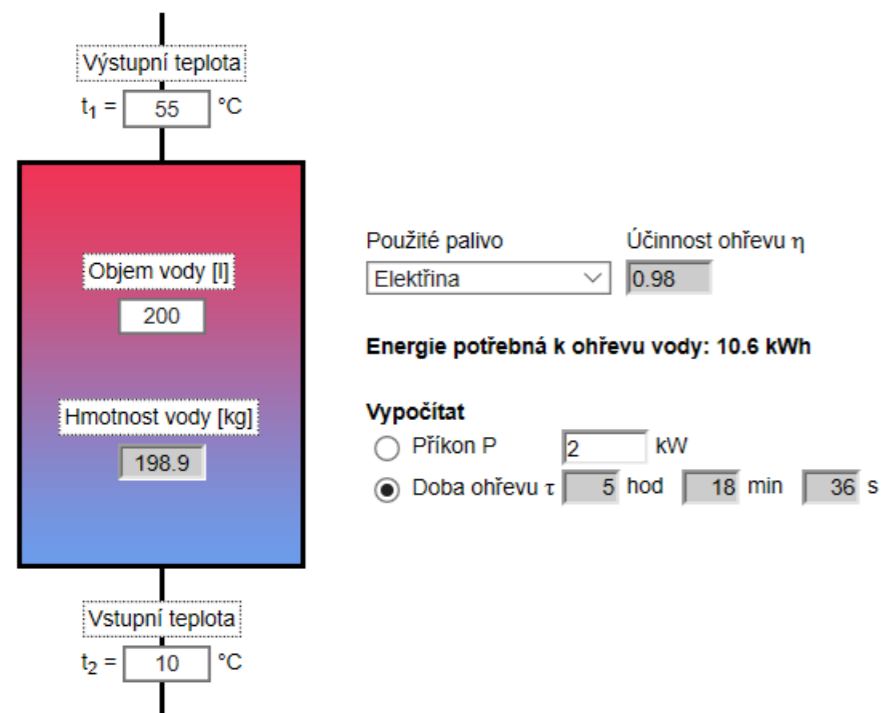 Výstupní teplota
t₁ = 55 °C
Objem vody [l]
200
Hmotnost vody [kg]
198.9
Vstupní teplota
t₂ = 10 °C
Použité palivo Účinnost ohřevu η
Elektřina 0.98
Energie potřebná k ohřevu vody: 10.6 kWh
Vypočítat
Příkon P 2 kW
Doba ohřevu τ 5 hod 18 min 36 s